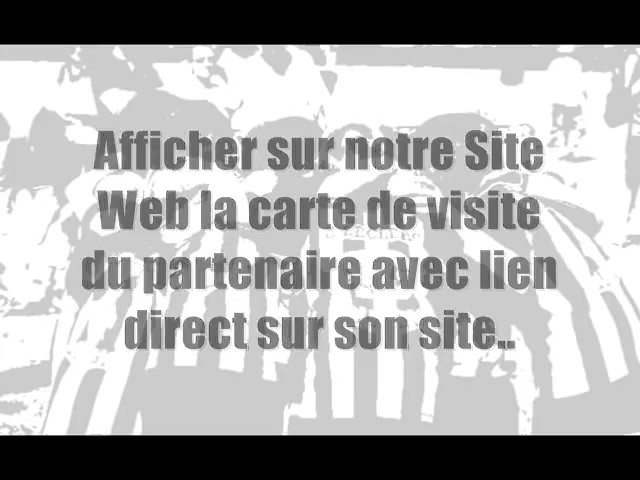 Afficher sur notre Site
Web la carte de visite
du partenaire avec lien
direct sur son site..